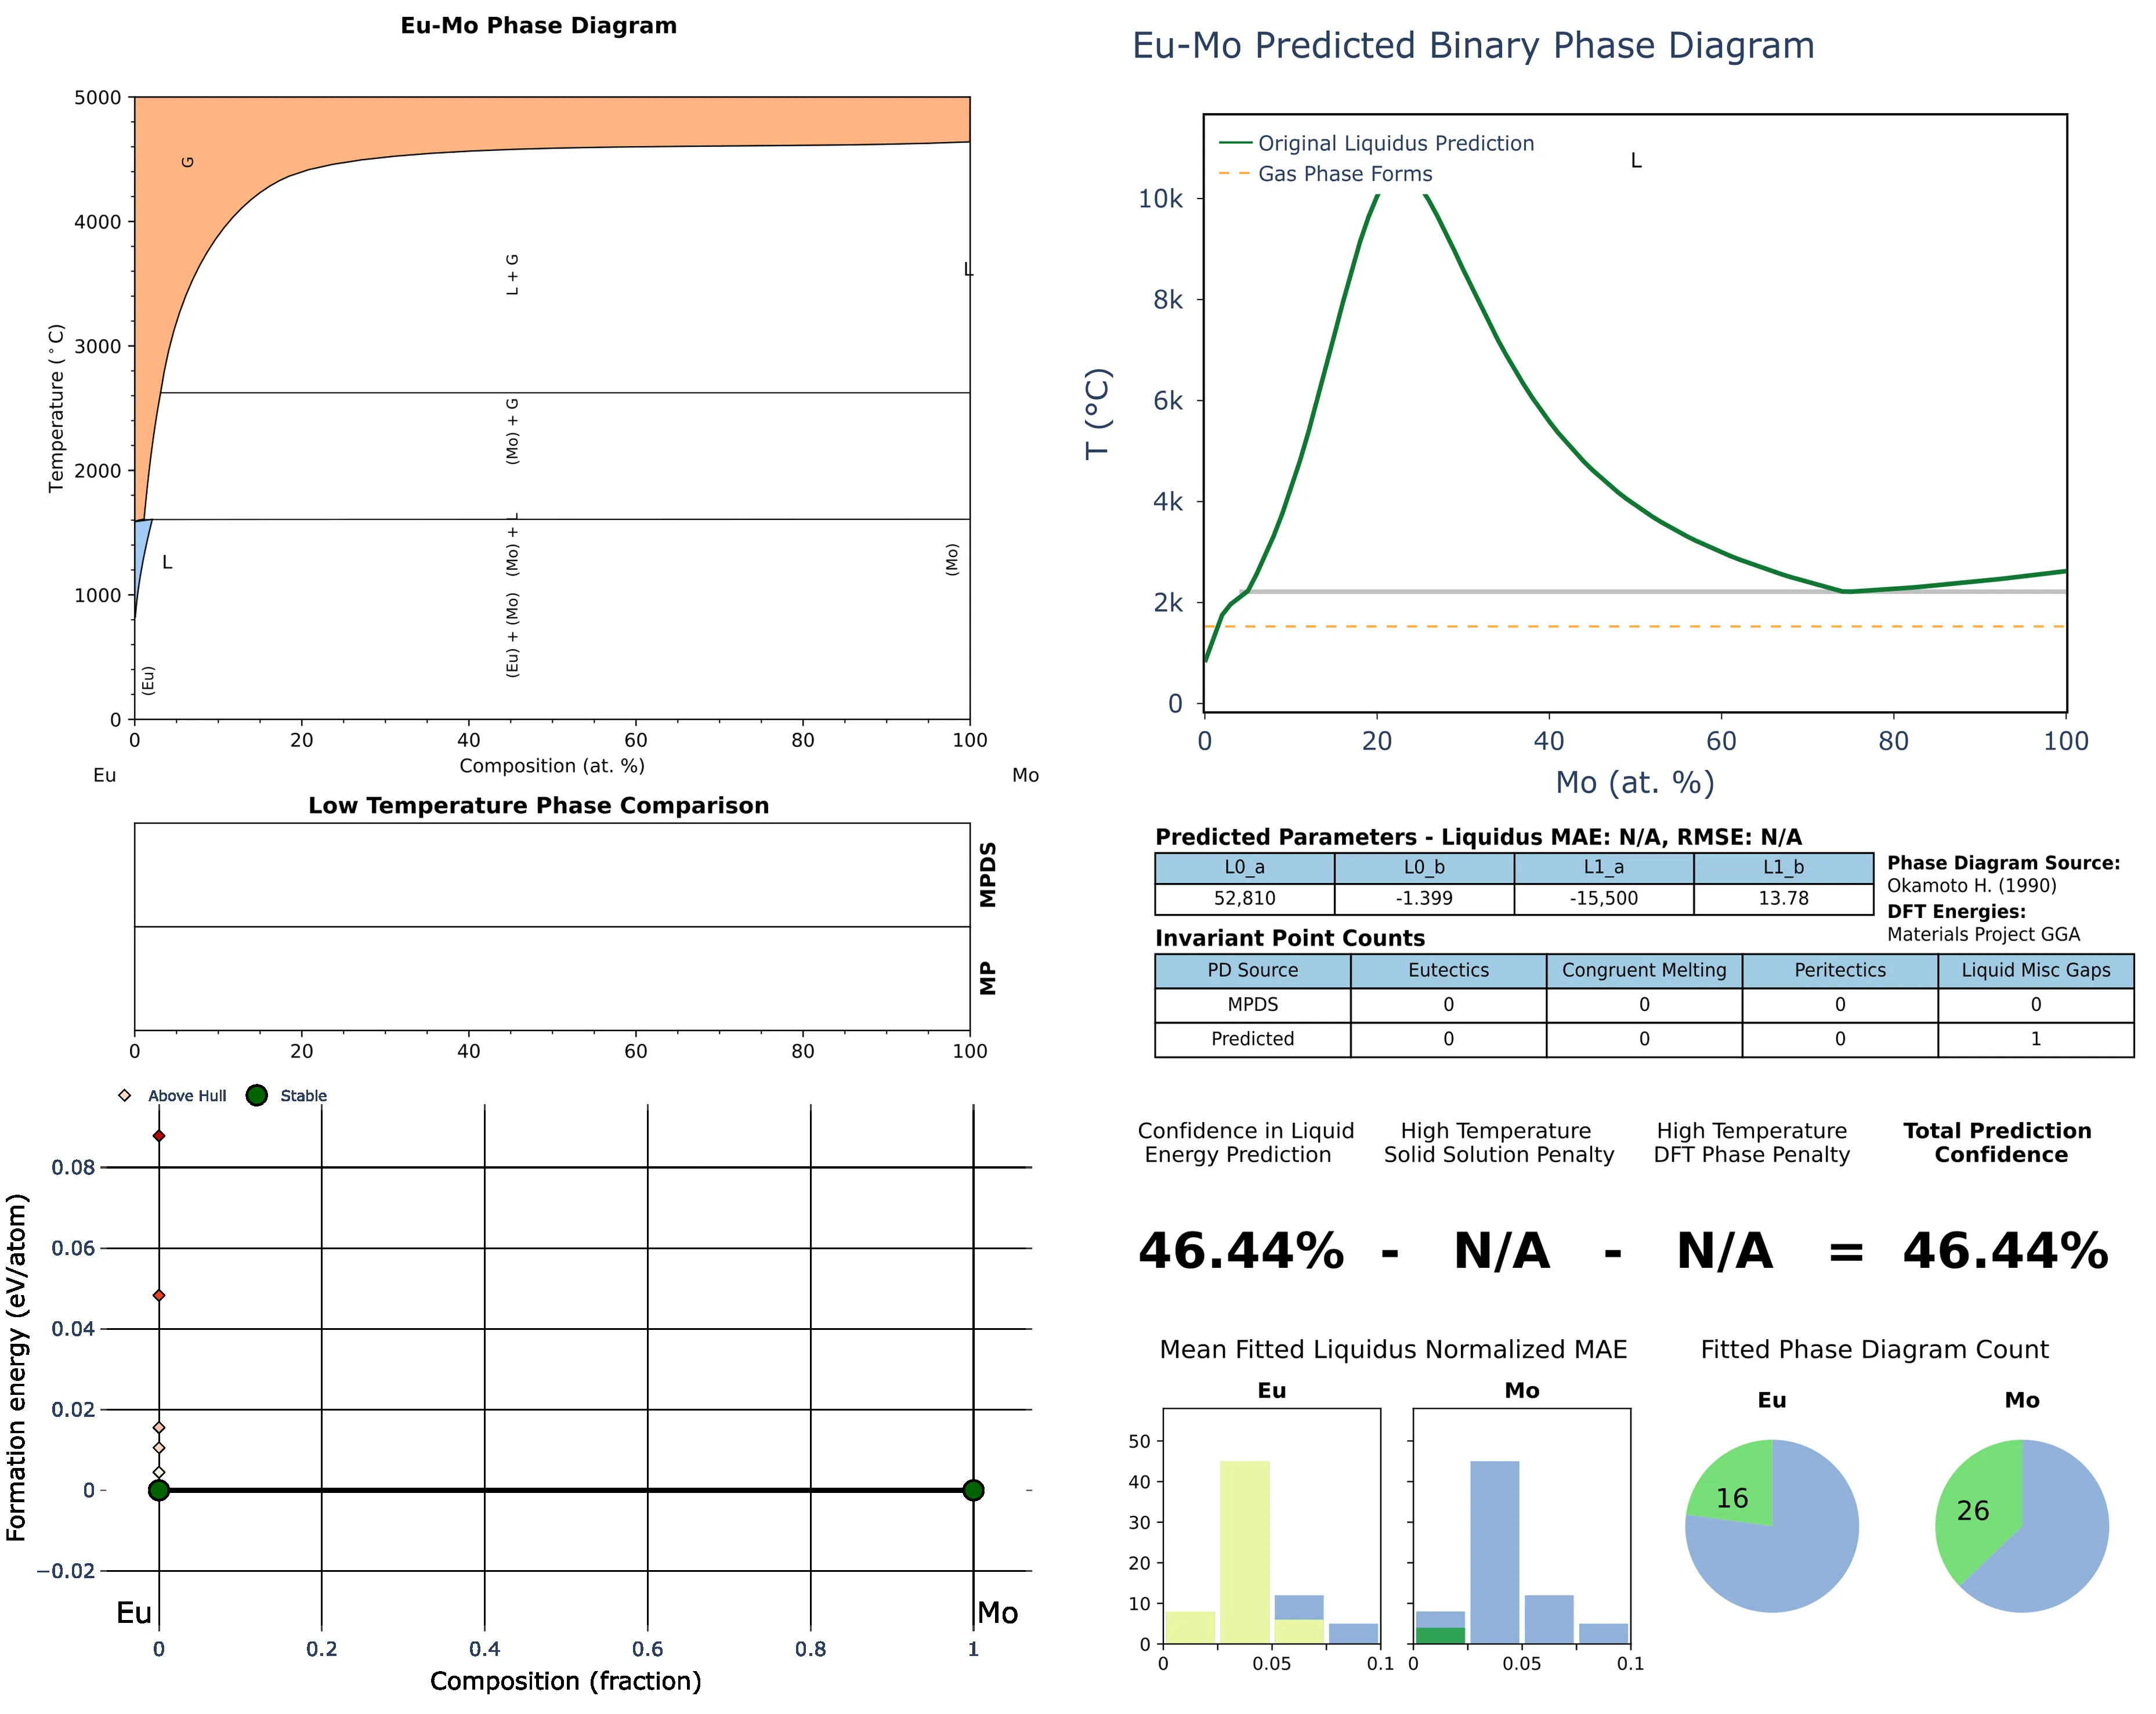 Eu-Mo Phase Diagram
5000
4000
3000
2000
1000
0
Temperature (°C)
G
L + G
L
(Mo) + G
(Mo) + L
L
(Mo)
(Eu) + (Mo)
(Eu)
0
20
40
60
80
100
Composition (at. %)
Eu
Mo
Low Temperature Phase Comparison
MPDS
MP
0
20
40
60
80
100
Above Hull
Stable
0.08
0.06
0.04
0.02
0
−0.02
Formation energy (eV/atom)
Eu
Mo
0
0.2
0.4
0.6
0.8
1
Composition (fraction)
Eu-Mo Predicted Binary Phase Diagram
Original Liquidus Prediction
Gas Phase Forms
L
10k
8k
6k
4k
2k
0
T (°C)
0
20
40
60
80
100
Mo (at. %)
Predicted Parameters - Liquidus MAE: N/A, RMSE: N/A
L0_a L0_b L1_a L1_b
52,810 -1.399 -15,500 13.78
Phase Diagram Source:
Okamoto H. (1990)
DFT Energies:
Materials Project GGA
Invariant Point Counts
PD Source Eutectics Congruent Melting Peritectics Liquid Misc Gaps
MPDS 0 0 0 0
Predicted 0 0 0 1
Confidence in Liquid
Energy Prediction
High Temperature
Solid Solution Penalty
High Temperature
DFT Phase Penalty
Total Prediction
Confidence
46.44% - N/A - N/A = 46.44%
Mean Fitted Liquidus Normalized MAE
Eu
Mo
50
40
30
20
10
0
0
0.05
0.1
0
0.05
0.1
Fitted Phase Diagram Count
Eu
Mo
16
26